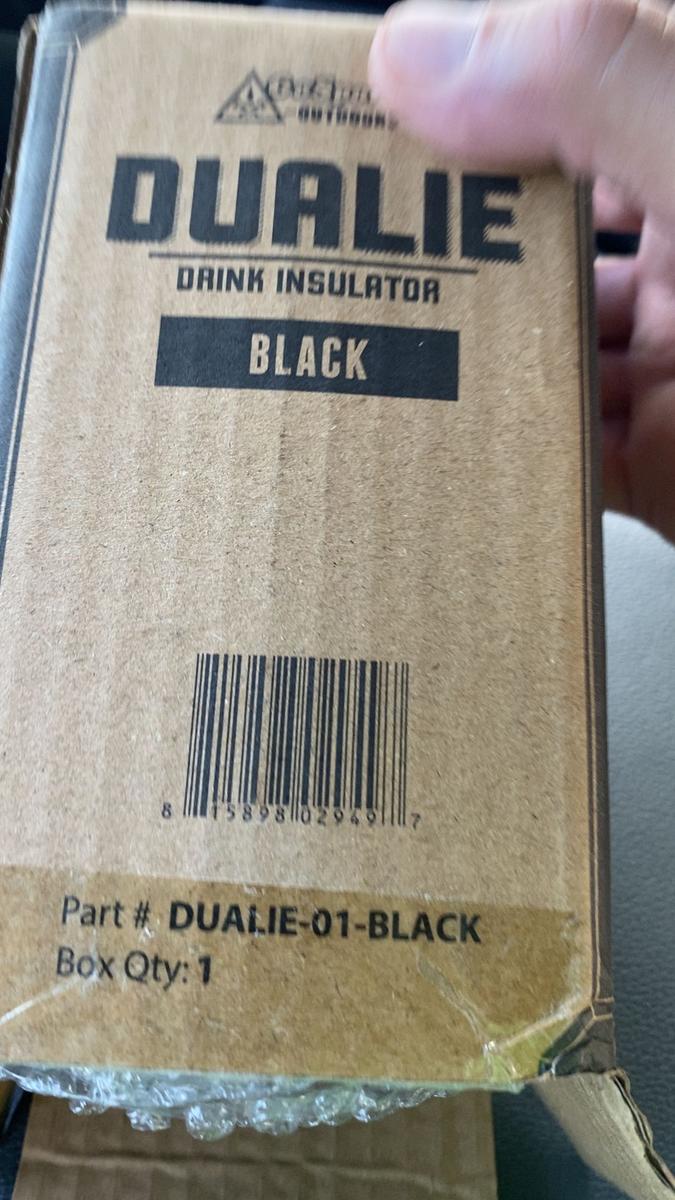 OUTDOORS
DUALIE
DRINK INSULATOR
BLACK
8 15898 02949 7
Part # DUALIE-01-BLACK
Box Qty: 1